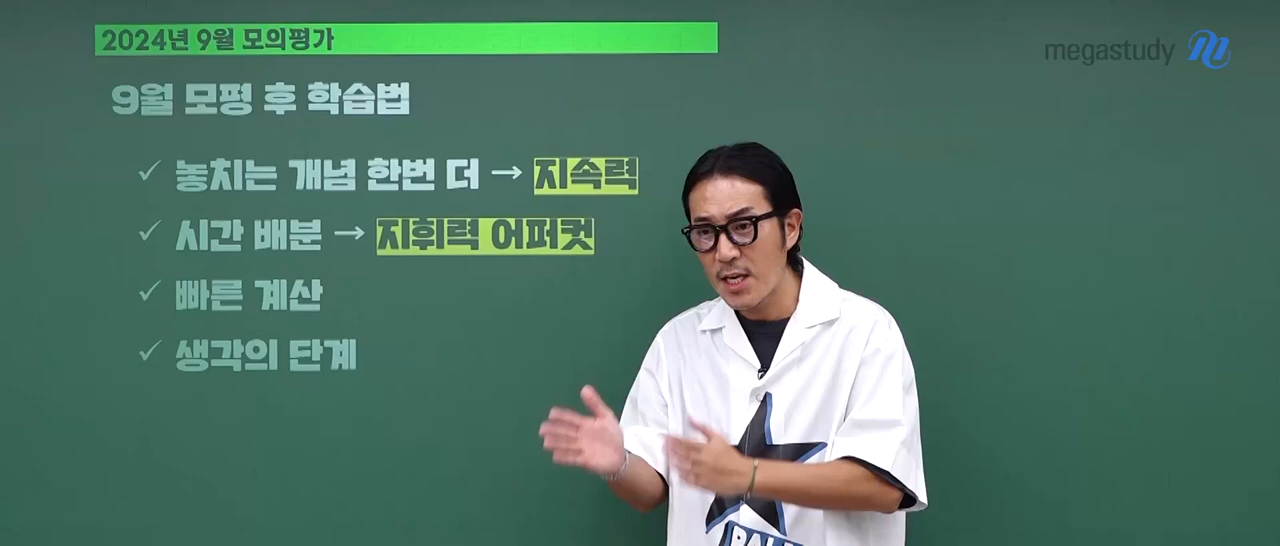 2024년 9월 모의평가
megastudy
9월 모평 후 학습법
✓ 놓치는 개념 한번 더 → 지속력
✓ 시간 배분 → 지휘력 어퍼컷
✓ 빠른 계산
✓ 생각의 단계